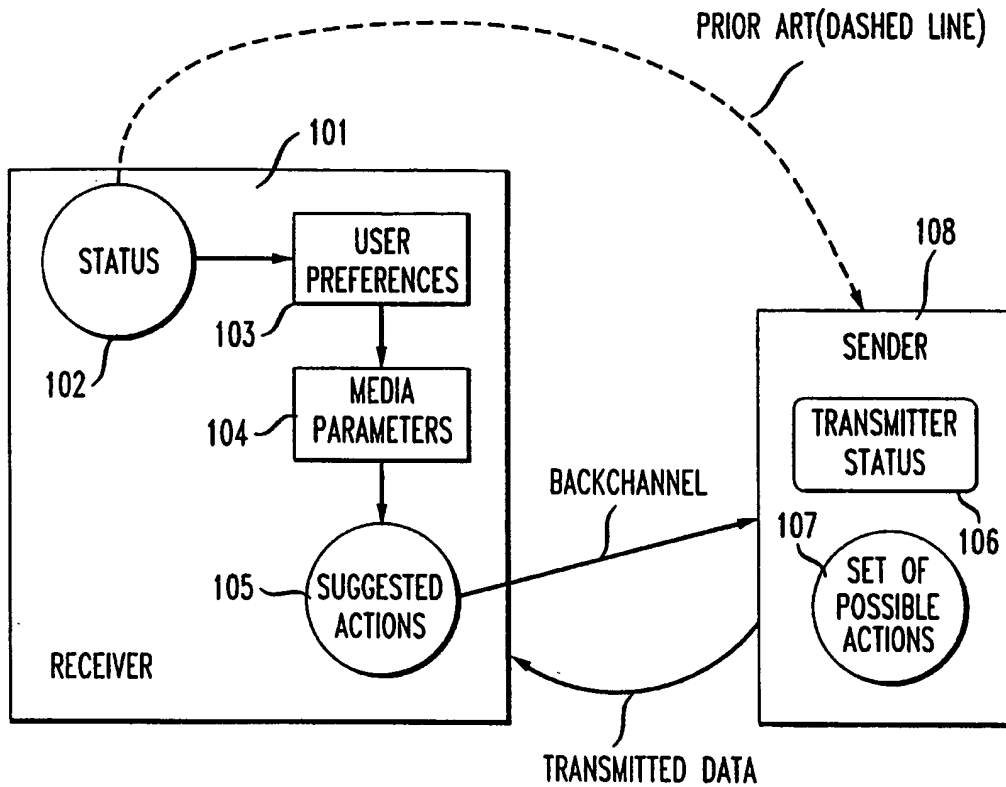 PRIOR ART(DASHED LINE)
101
STATUS
USER
PREFERENCES
103
102
108
SENDER
MEDIA
PARAMETERS
104
TRANSMITTER
STATUS
106
BACKCHANNEL
107
105
SUGGESTED
ACTIONS
SET OF
POSSIBLE
ACTIONS
RECEIVER
TRANSMITTED DATA